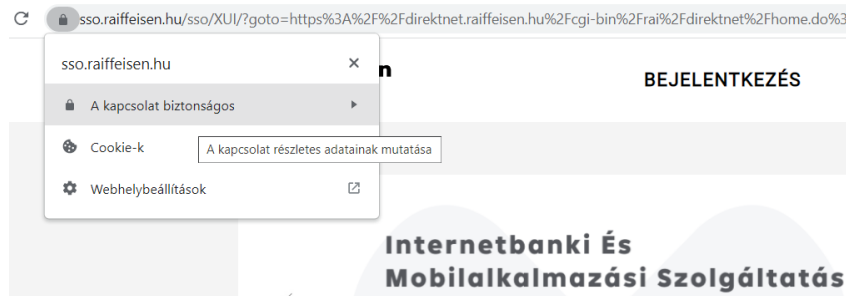 sso.raiffeisen.hu/sso/XUI/?goto=https%3A%2F%2Fdirektnet.raiffeisen.hu%2Fcgi-bin%2Frai%2Fdirektnet%2Fhome.do%3
sso.raiffeisen.hu
n
BEJELENTKEZÉS
A kapcsolat biztonságos
Cookie-k
A kapcsolat részletes adatainak mutatása
Webhelybeállítások
Internetbanki És
Mobilalkalmazási Szolgáltatás